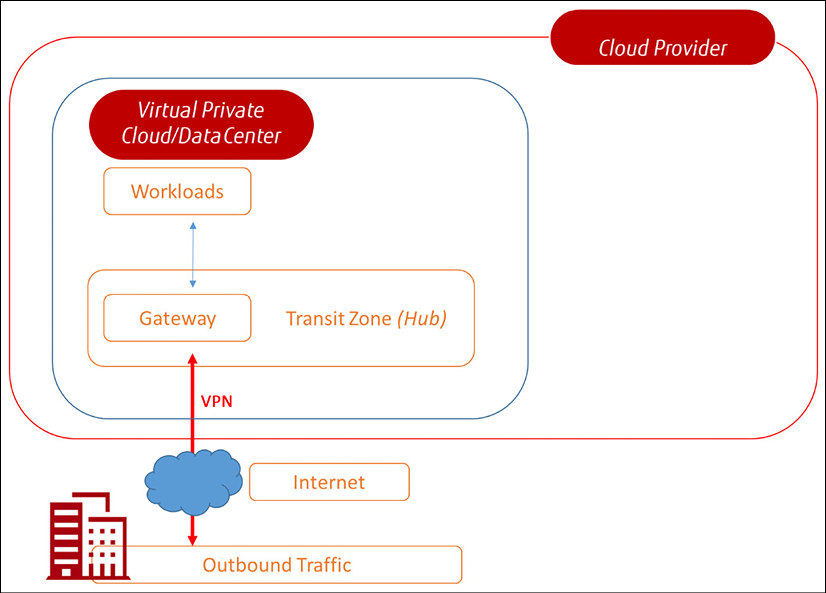 Cloud Provider
Virtual Private
Cloud/DataCenter
Workloads
Gateway
Transit Zone (Hub)
VPN
Internet
Outbound Traffic